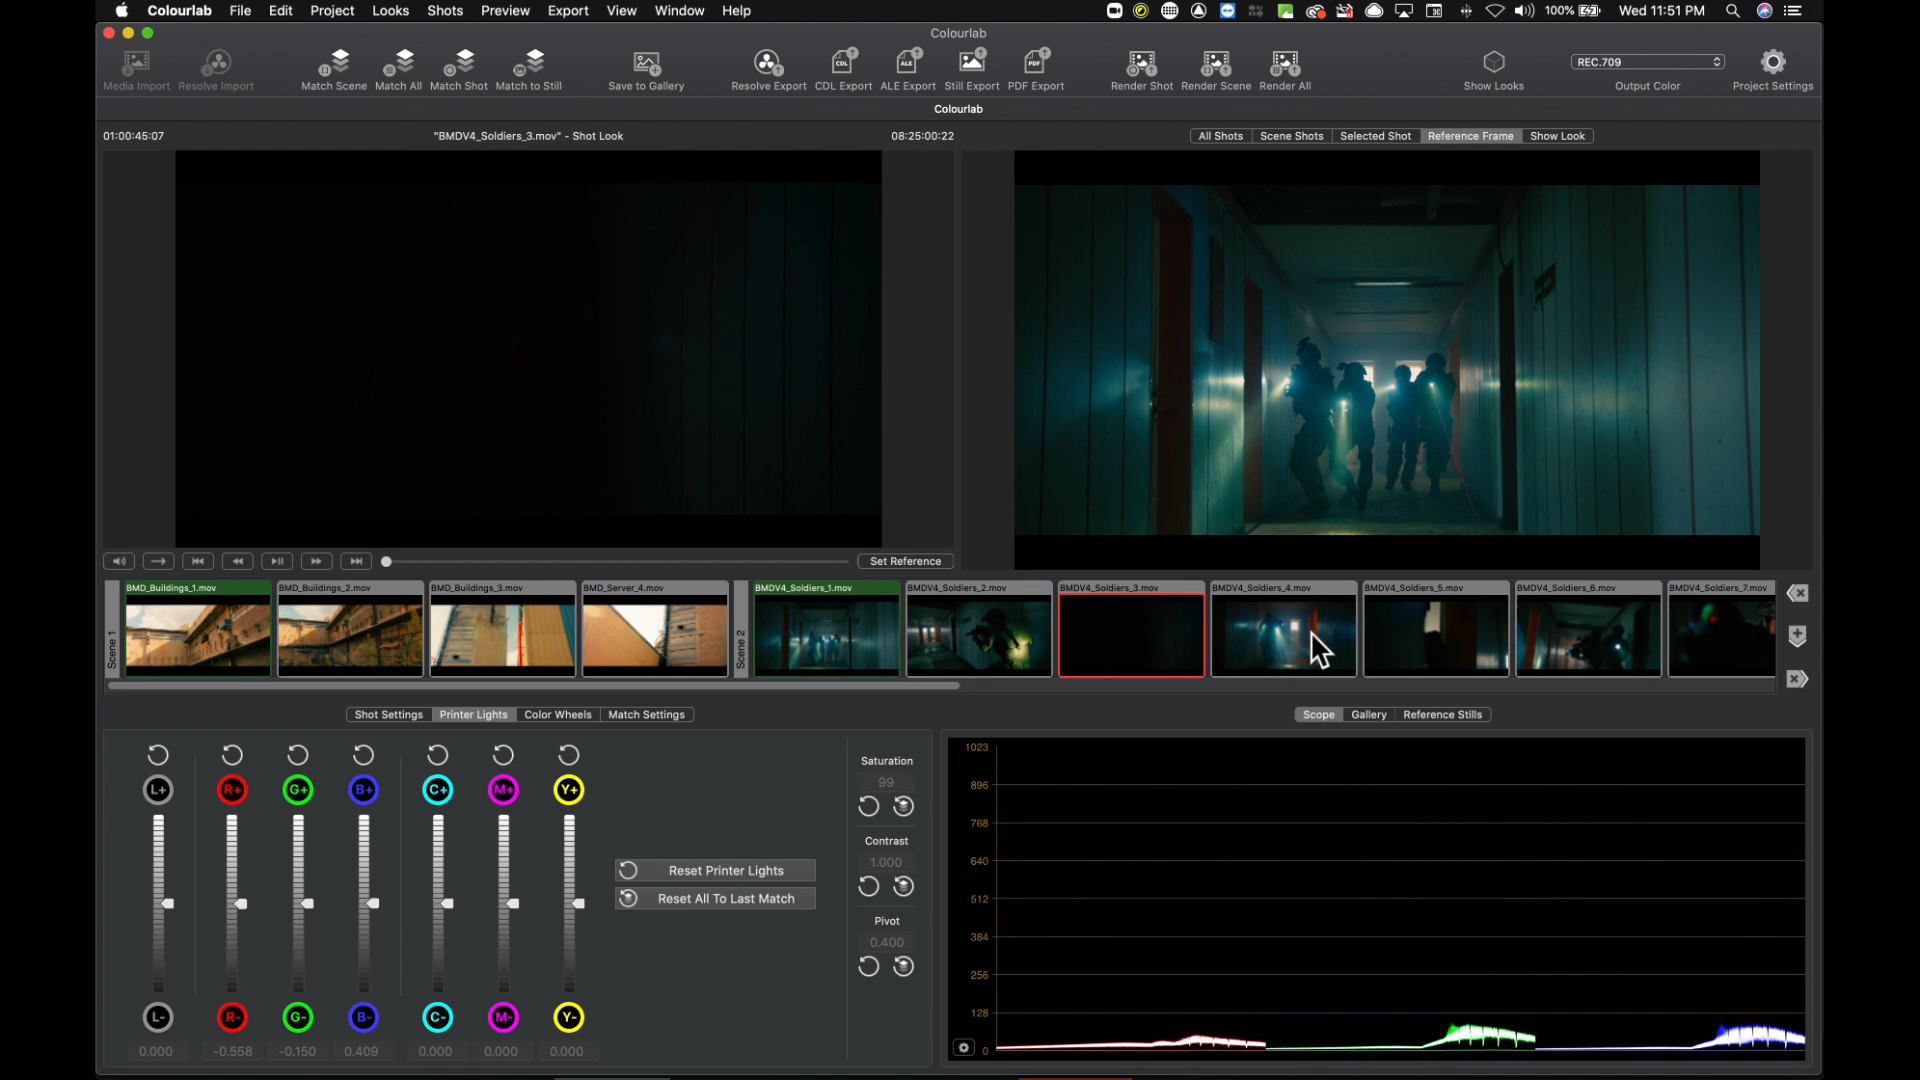 Colourlab File Edit Project Looks Shots Preview Export View Window Help 100% Wed 11:51 PM
Colourlab
Media Import Resolve Import Match Scene Match All Match Shot Match to Still Save to Gallery Resolve Export CDL Export ALE Export Still Export PDF Export Render Shot Render Scene Render All Show Looks REC.709 Output Color Project Settings
Colourlab
01:00:45:07 "BMDV4_Soldiers_3.mov" - Shot Look 08:25:00:22 All Shots Scene Shots Selected Shot Reference Frame Show Look
Set Reference
Scene 1 BMD_Buildings_1.mov BMD_Buildings_2.mov BMD_Buildings_3.mov BMD_Server_4.mov Scene 2 BMDV4_Soldiers_1.mov BMDV4_Soldiers_2.mov BMDV4_Soldiers_3.mov BMDV4_Soldiers_4.mov BMDV4_Soldiers_5.mov BMDV4_Soldiers_6.mov BMDV4_Soldiers_7.mov
Shot Settings Printer Lights Color Wheels Match Settings Scope Gallery Reference Stills
L+ R+ G+ B+ C+ M+ Y+
Reset Printer Lights
Reset All To Last Match
L- R- G- B- C- M- Y-
0.000 -0.558 -0.150 0.409 0.000 0.000 0.000
Saturation
99
Contrast
1.000
Pivot
0.400
1023
896
768
640
512
384
256
128
0